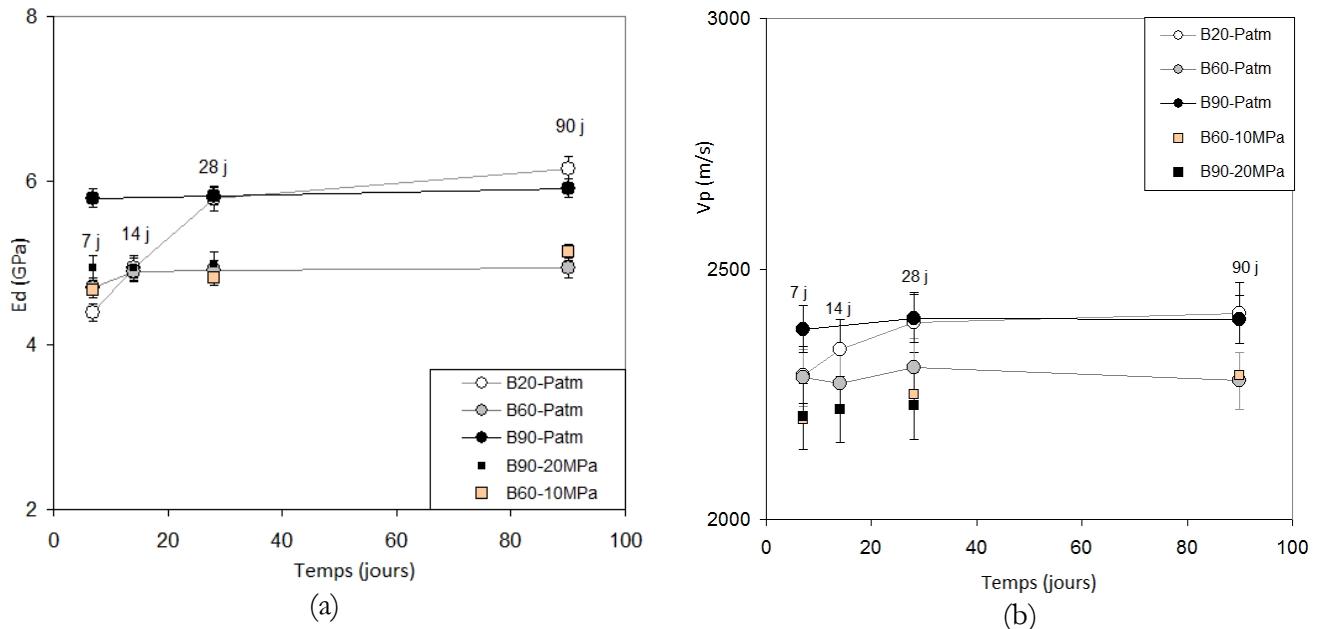 8
6
4
2
Ed (GPa)
7 j
14 j
28 j
90 j
B20-Patm
B60-Patm
B90-Patm
B90-20MPa
B60-10MPa
0
20
40
60
80
100
Temps (jours)
(a)
3000
2500
2000
Vp (m/s)
B20-Patm
B60-Patm
B90-Patm
B60-10MPa
B90-20MPa
7 j
14 j
28 j
90 j
0
20
40
60
80
100
Temps (jours)
(b)